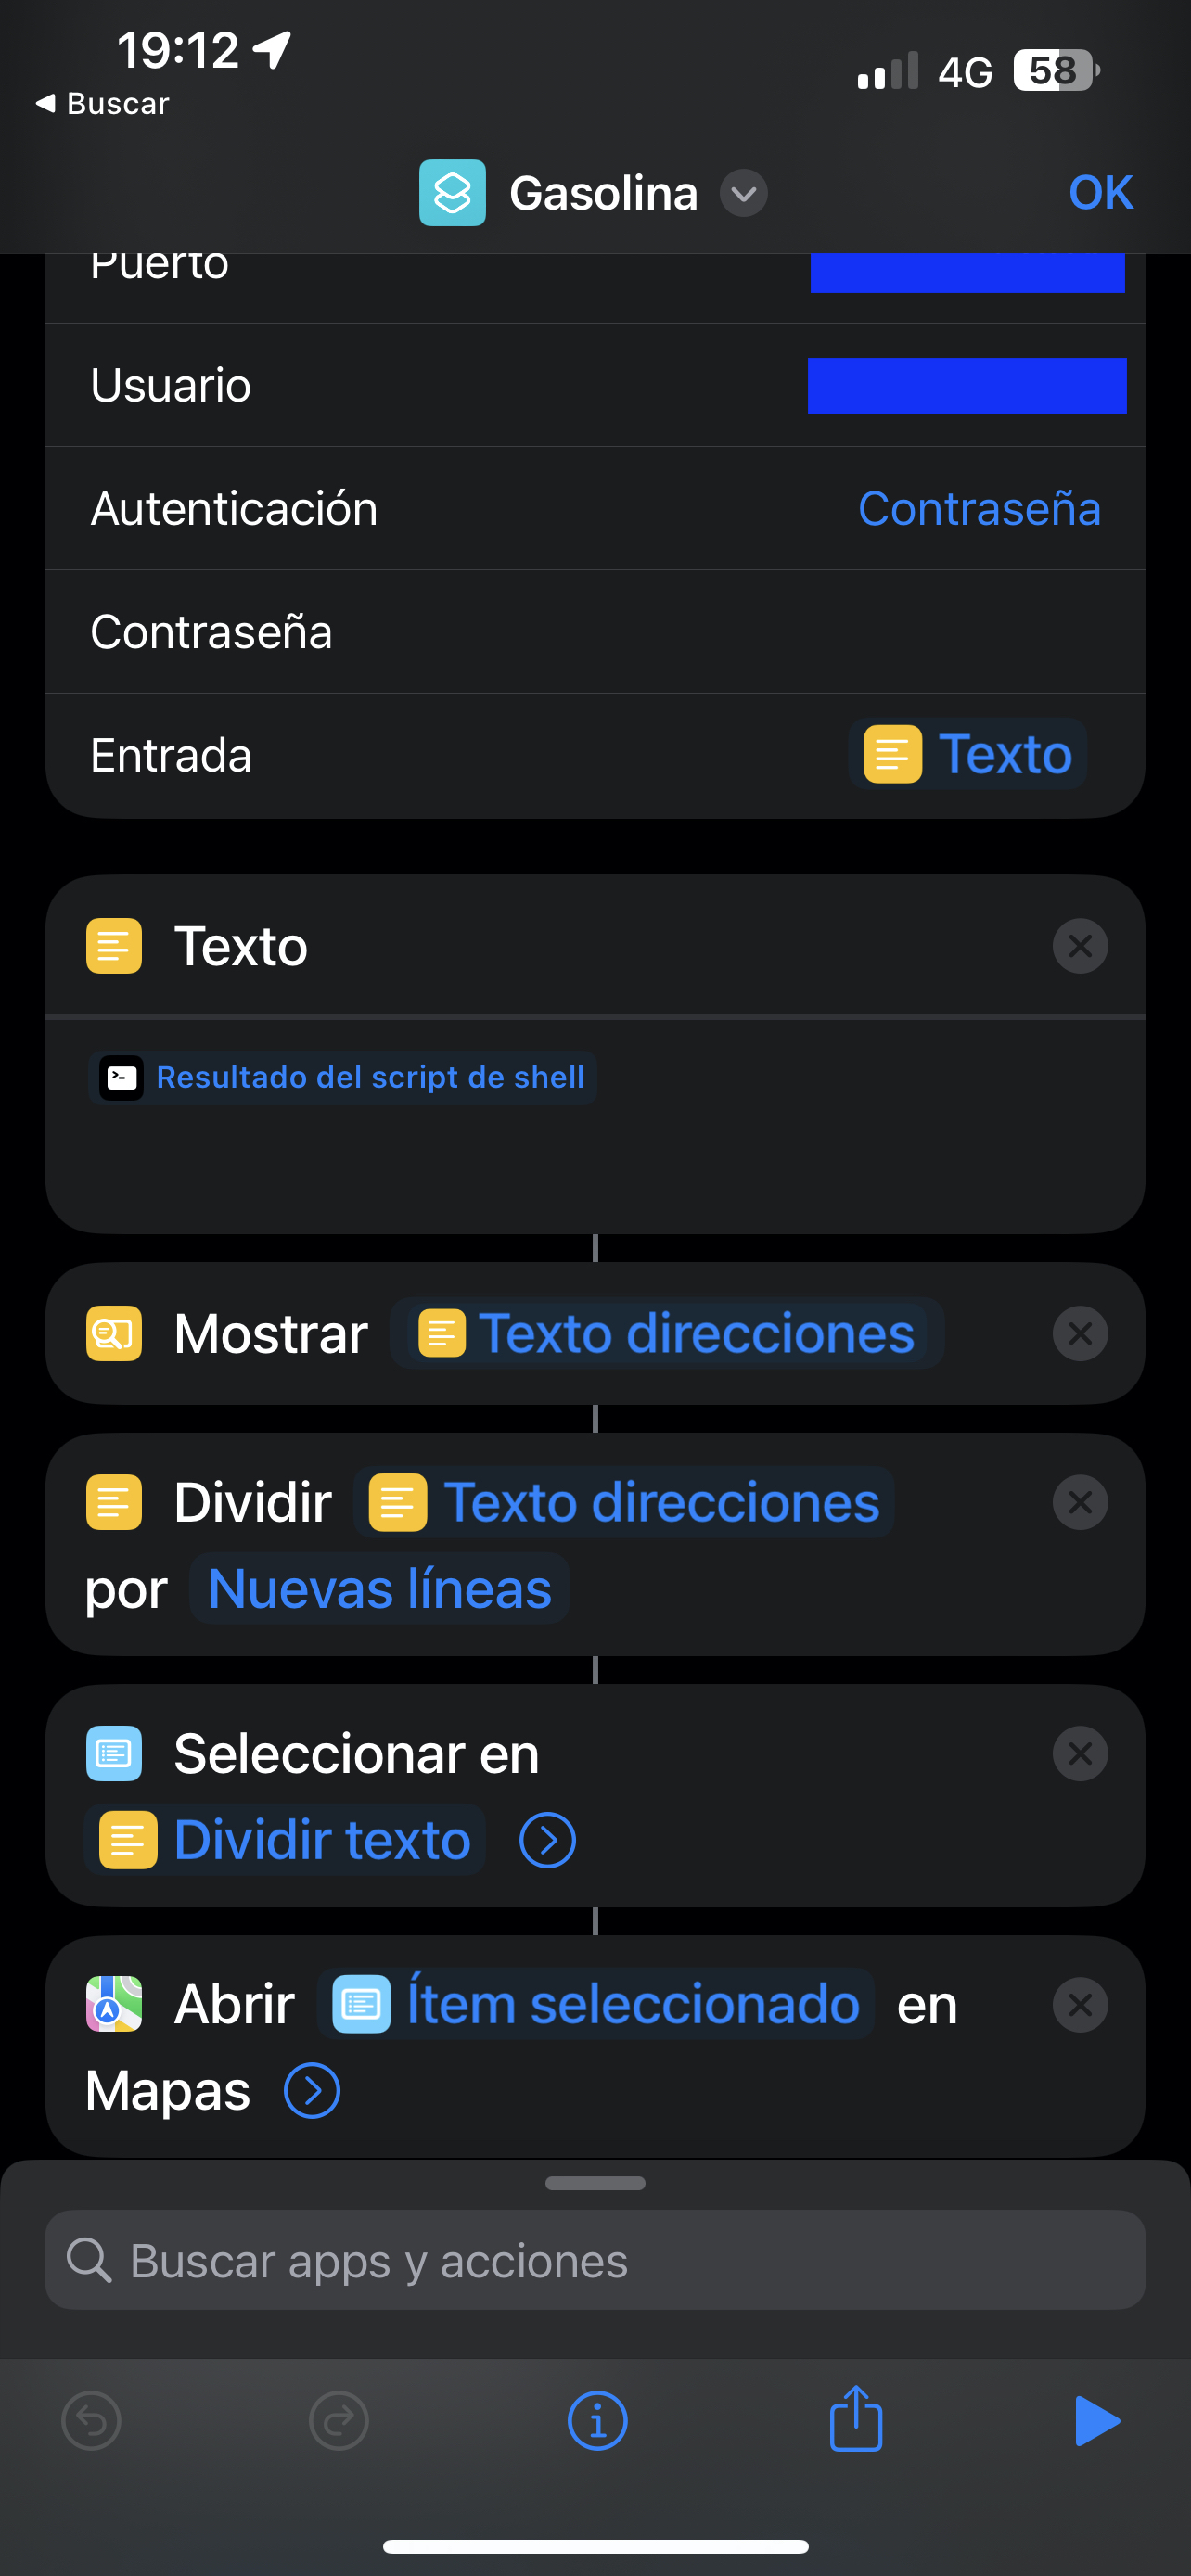 19:12
4G
58
Buscar
Gasolina
OK
Puerto
Usuario
Autenticación Contraseña
Contraseña
Entrada Texto
Texto
Resultado del script de shell
Mostrar Texto direcciones
Dividir Texto direcciones
por Nuevas líneas
Seleccionar en
Dividir texto
Abrir Ítem seleccionado en
Mapas
Buscar apps y acciones